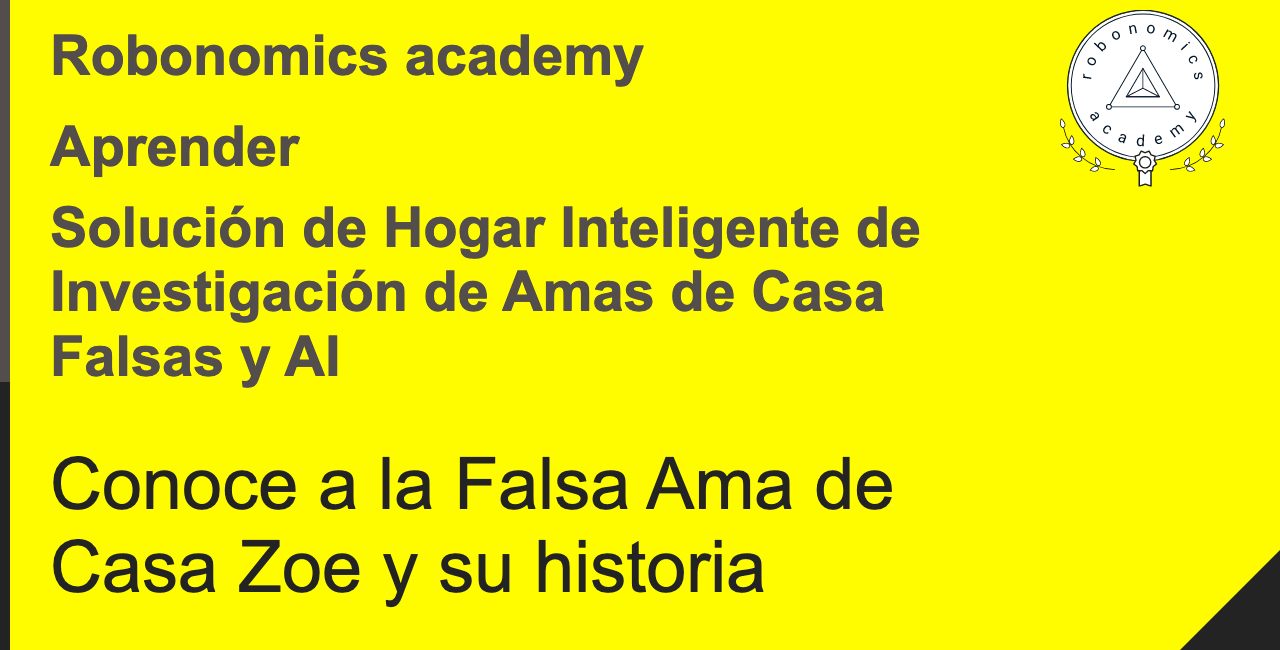 Robonomics academy
robonomics
academy
Aprender
Solución de Hogar Inteligente de
Investigación de Amas de Casa
Falsas y AI
Conoce a la Falsa Ama de
Casa Zoe y su historia